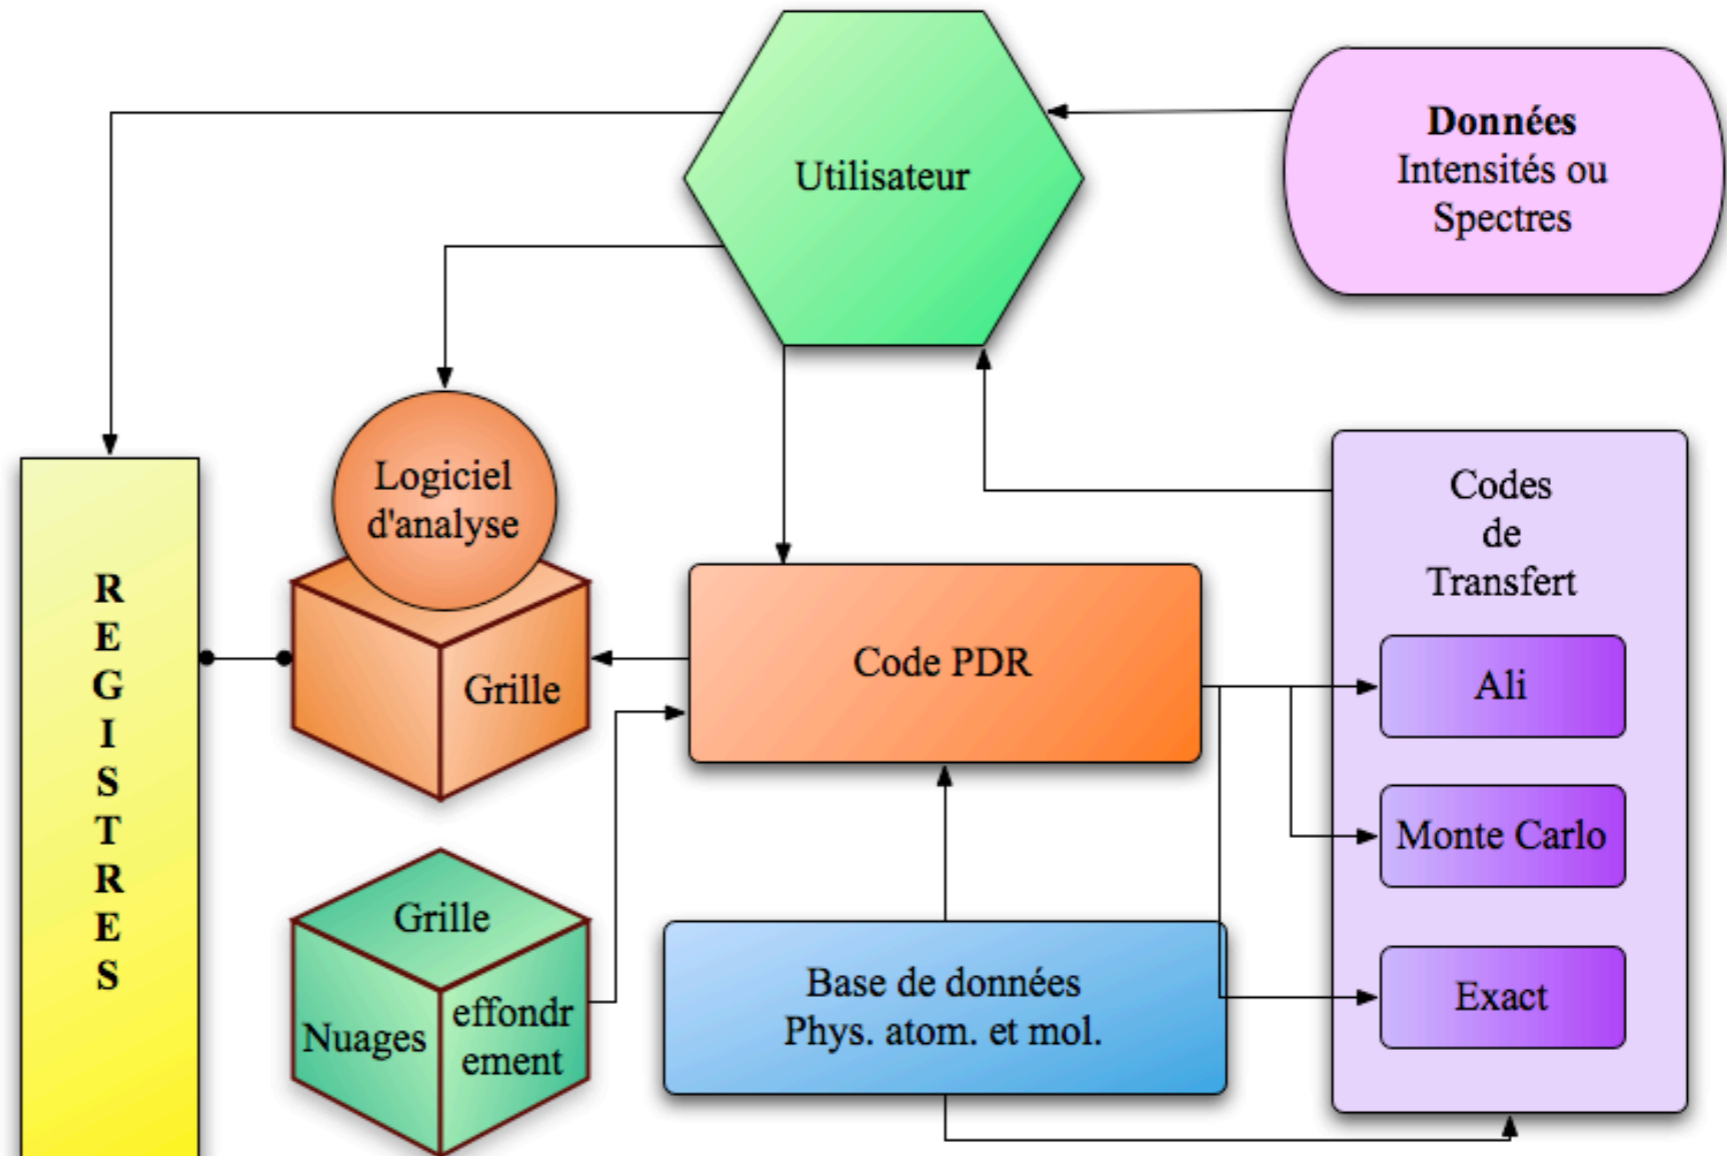 Utilisateur
Données
Intensités ou
Spectres
Logiciel
d'analyse
Grille
Code PDR
Codes
de
Transfert
Ali
Monte Carlo
Exact
R
E
G
I
S
T
R
E
S
Grille
Nuages
effondr
ement
Base de données
Phys. atom. et mol.